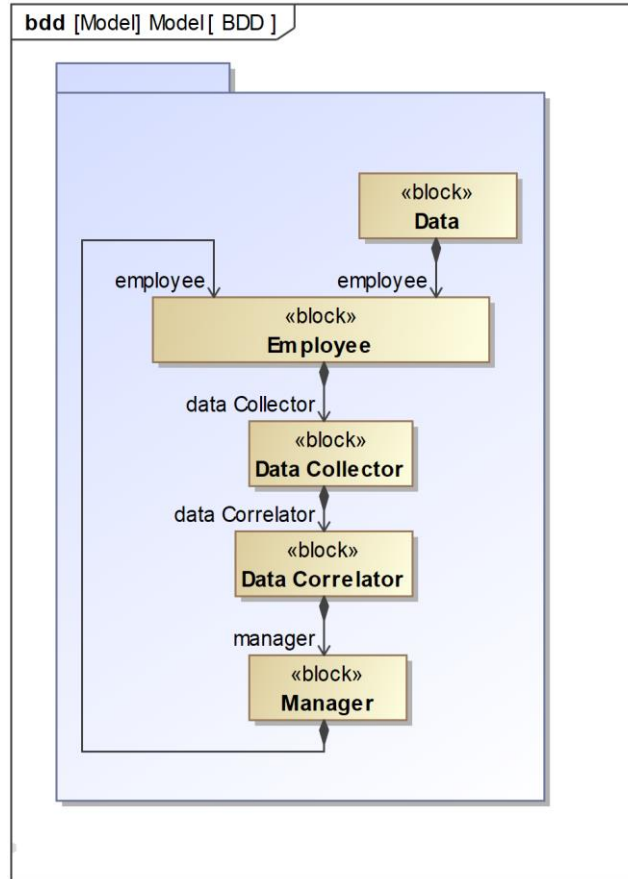 bdd [Model] Model[ BDD ]
«block»
Data
employee
employee
«block»
Employee
data Collector
«block»
Data Collector
data Correlator
«block»
Data Correlator
manager
«block»
Manager